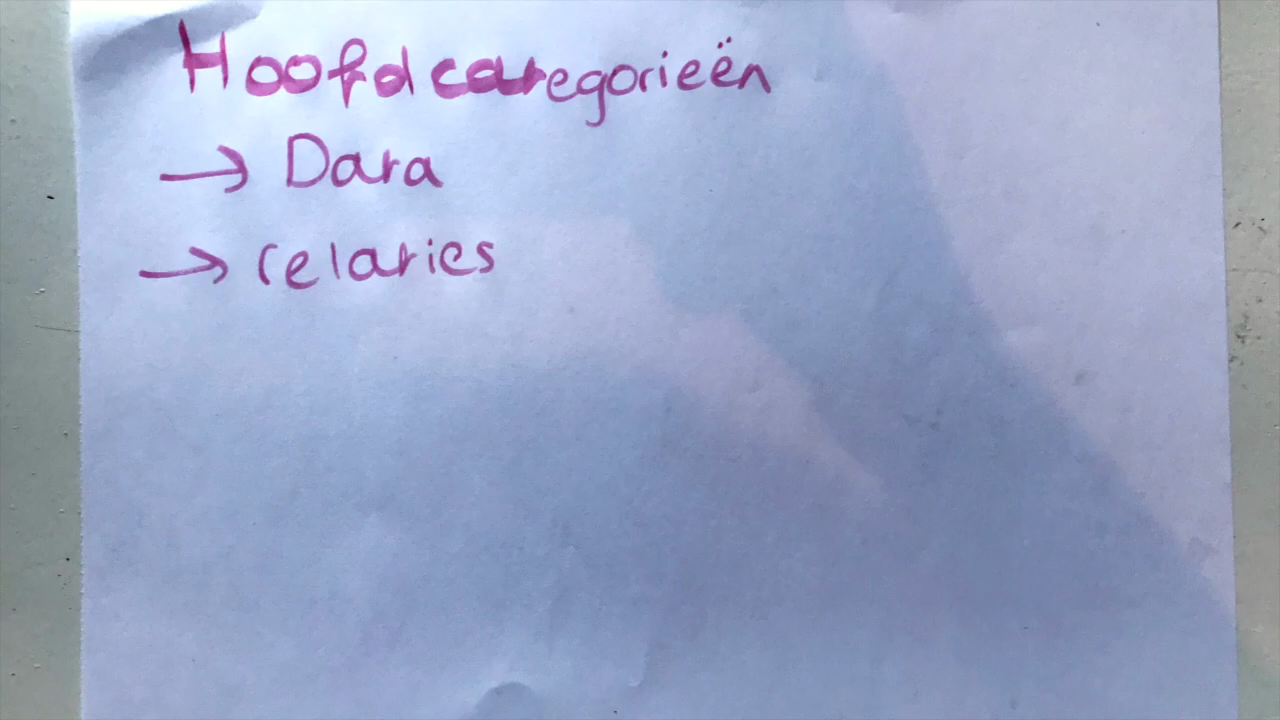 Hoofdcategorieën
→ Data
→ relaties